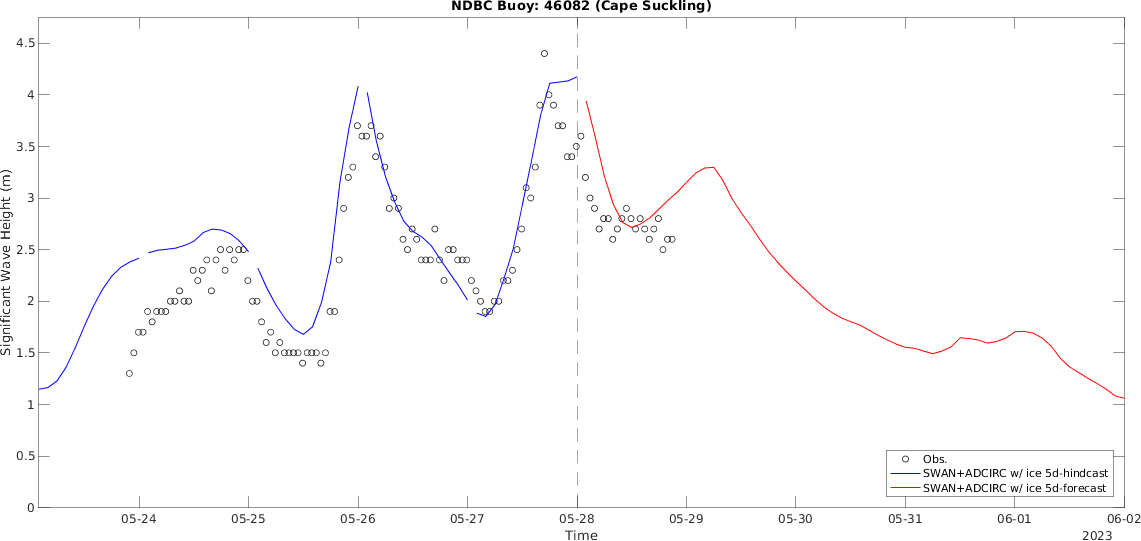 NDBC Buoy: 46082 (Cape Suckling)
4.5
4
3.5
3
2.5
2
1.5
1
0.5
0
Significant Wave Height (m)
Obs.
SWAN+ADCIRC w/ ice 5d-hindcast
SWAN+ADCIRC w/ ice 5d-forecast
05-24 05-25 05-26 05-27 05-28 05-29 05-30 05-31 06-01 06-02
Time
2023